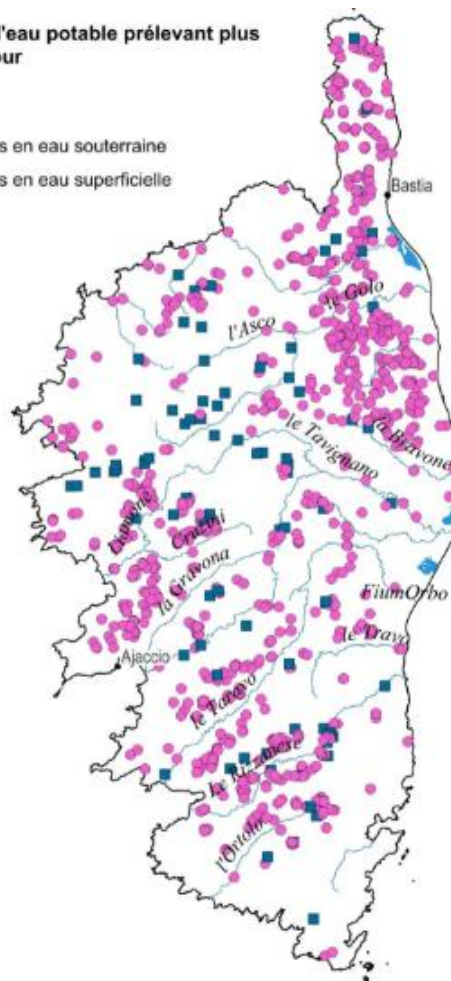 'eau potable prélevant plus
our
s en eau souterraine
s en eau superficielle
Bastia
le Golo
l'Asco
la Bravone
le Tavignano
Liamone
Cruzini
la Gravona
FiumOrbo
le Travo
Ajaccio
le Taravo
Le Rizzanese
l'Ortolo